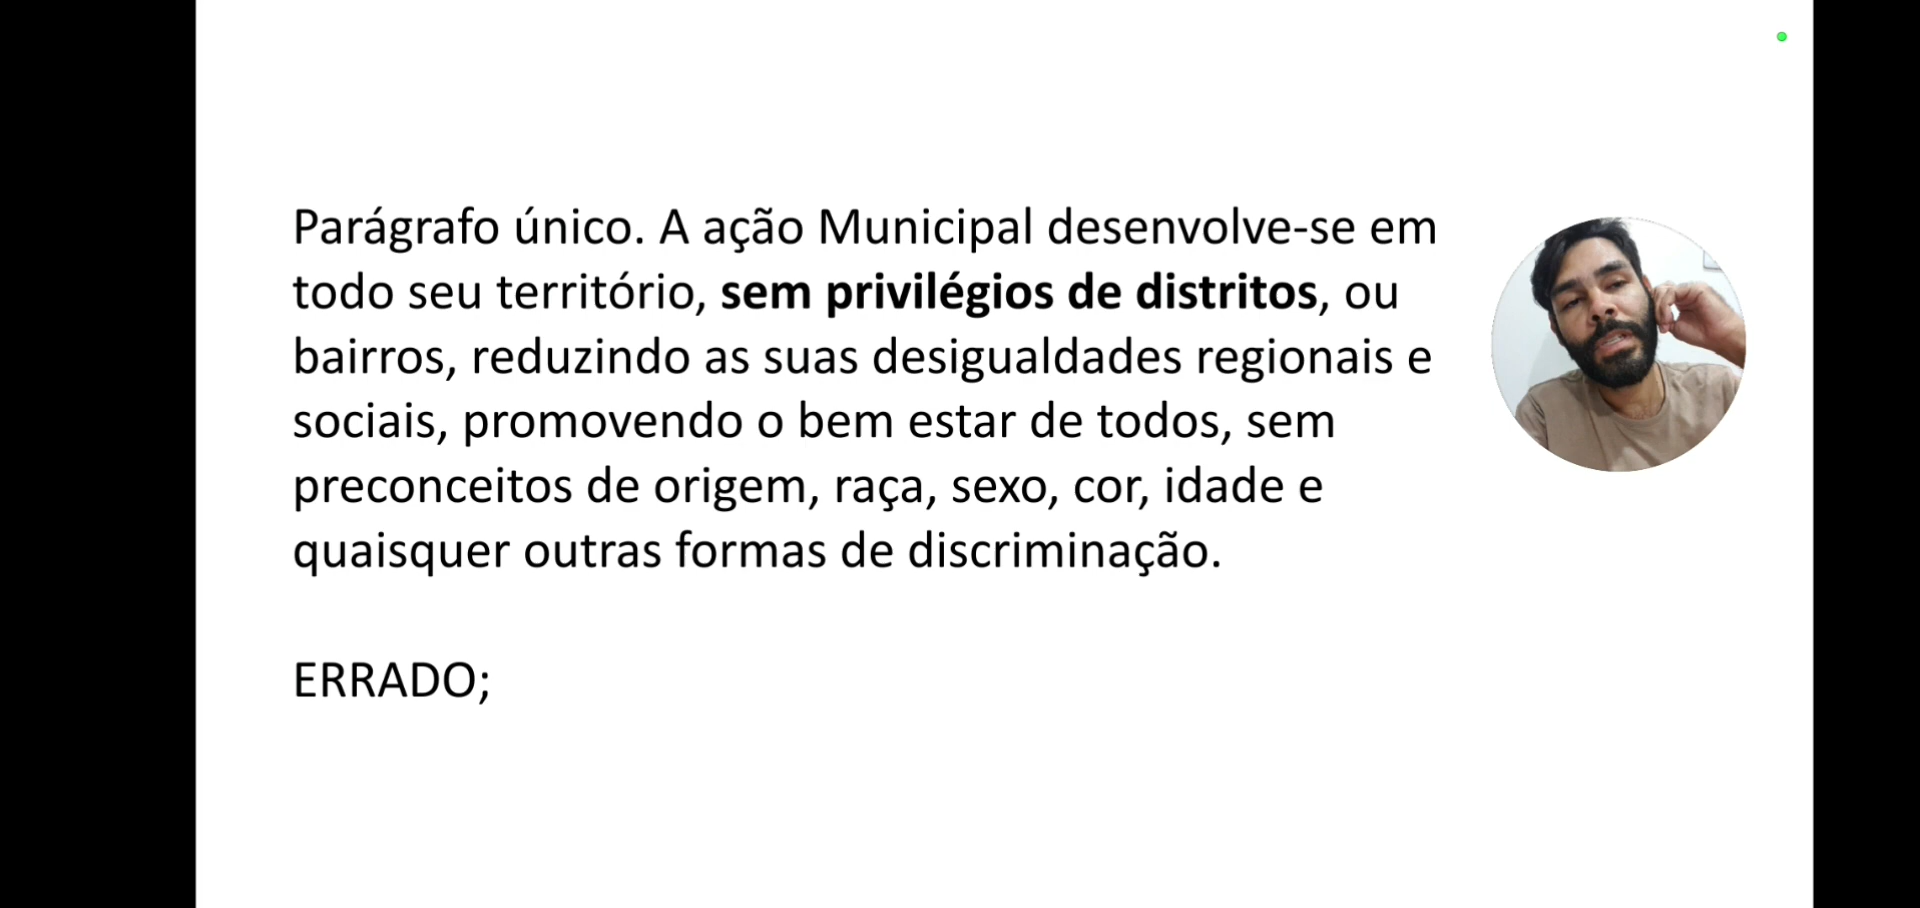 Parágrafo único. A ação Municipal desenvolve-se em
todo seu território, sem privilégios de distritos, ou
bairros, reduzindo as suas desigualdades regionais e
sociais, promovendo o bem estar de todos, sem
preconceitos de origem, raça, sexo, cor, idade e
quaisquer outras formas de discriminação.
ERRADO;